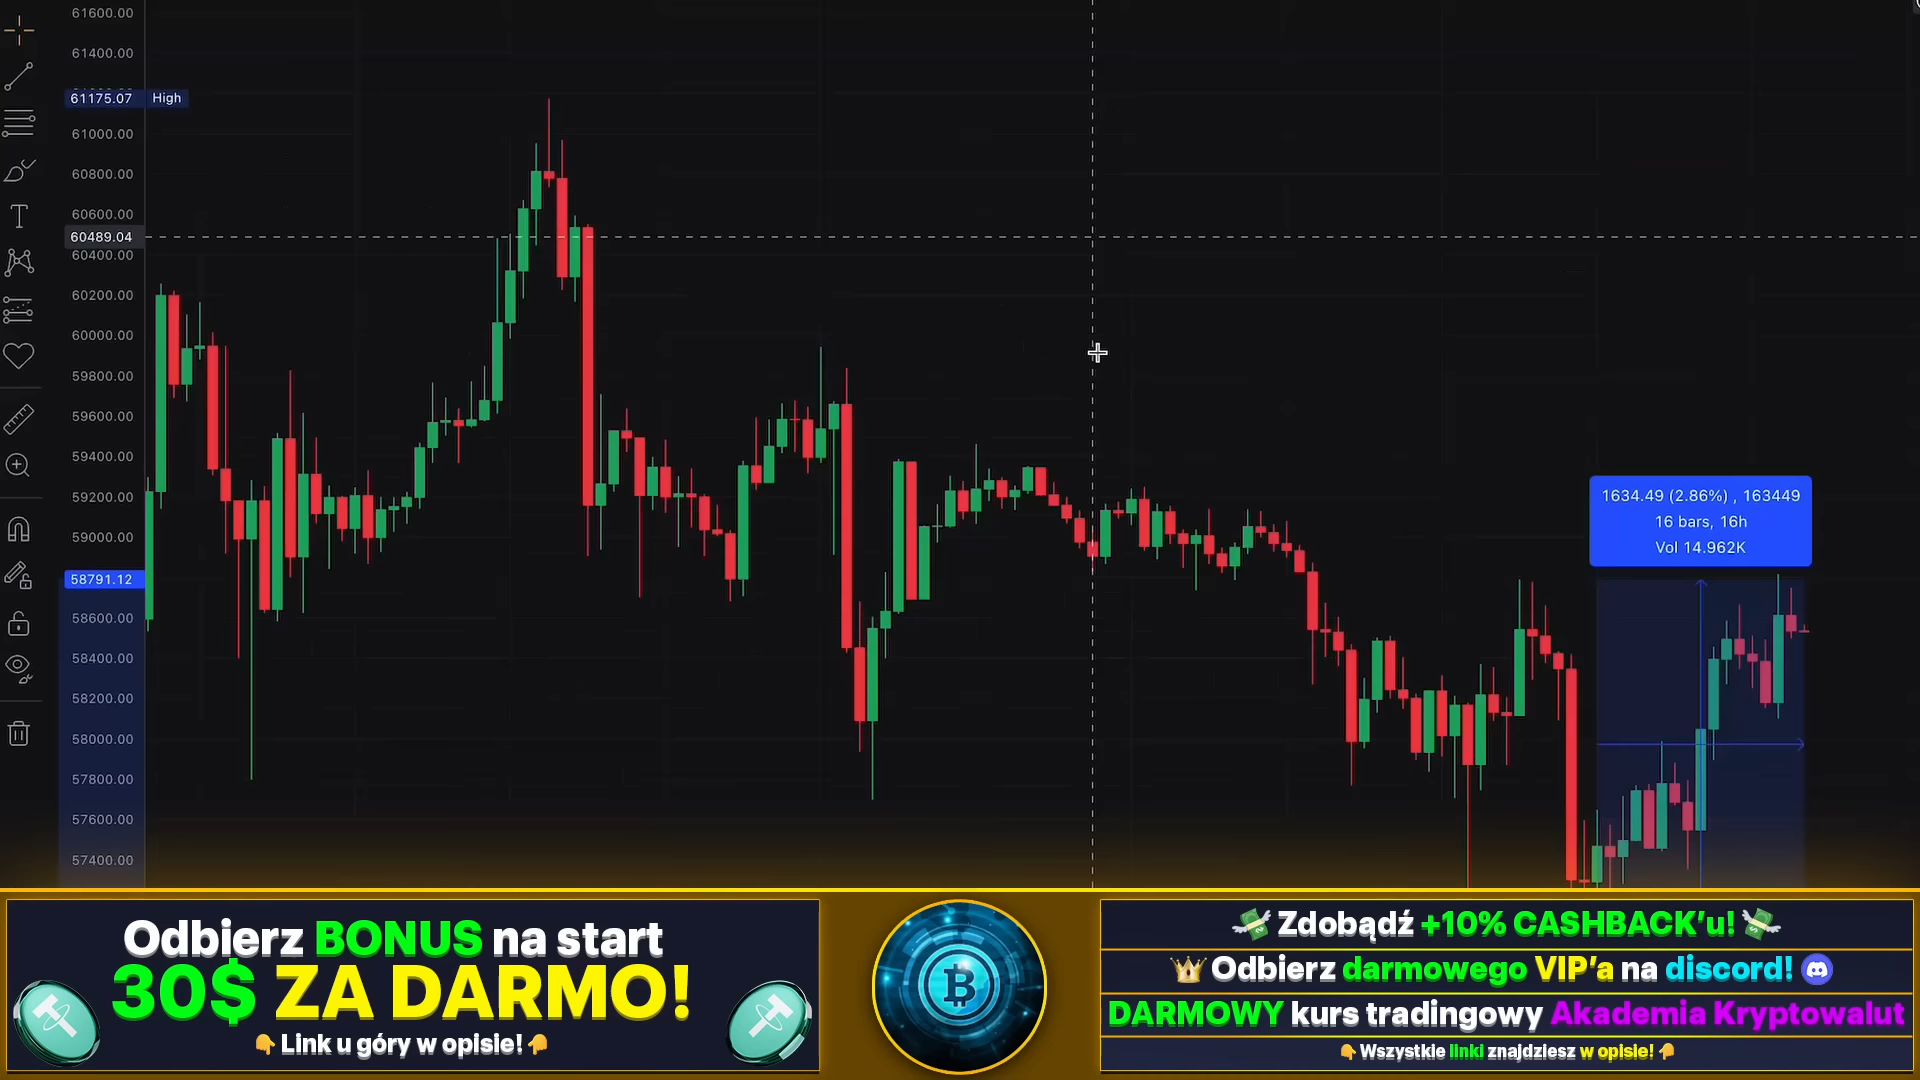 61600.00
61400.00
61175.07 High
61000.00
60800.00
60600.00
60489.04
60400.00
60200.00
60000.00
59800.00
59600.00
59400.00
59200.00
59000.00
58791.12
58600.00
58400.00
58200.00
58000.00
57800.00
57600.00
57400.00
1634.49 (2.86%) , 163449
16 bars, 16h
Vol 14.962K
Odbierz BONUS na start
30$ ZA DARMO!
Link u góry w opisie!
Zdobądź +10% CASHBACK'u!
Odbierz darmowego VIP'a na discord!
DARMOWY kurs tradingowy Akademia Kryptowalut
Wszystkie linki znajdziesz w opisie!